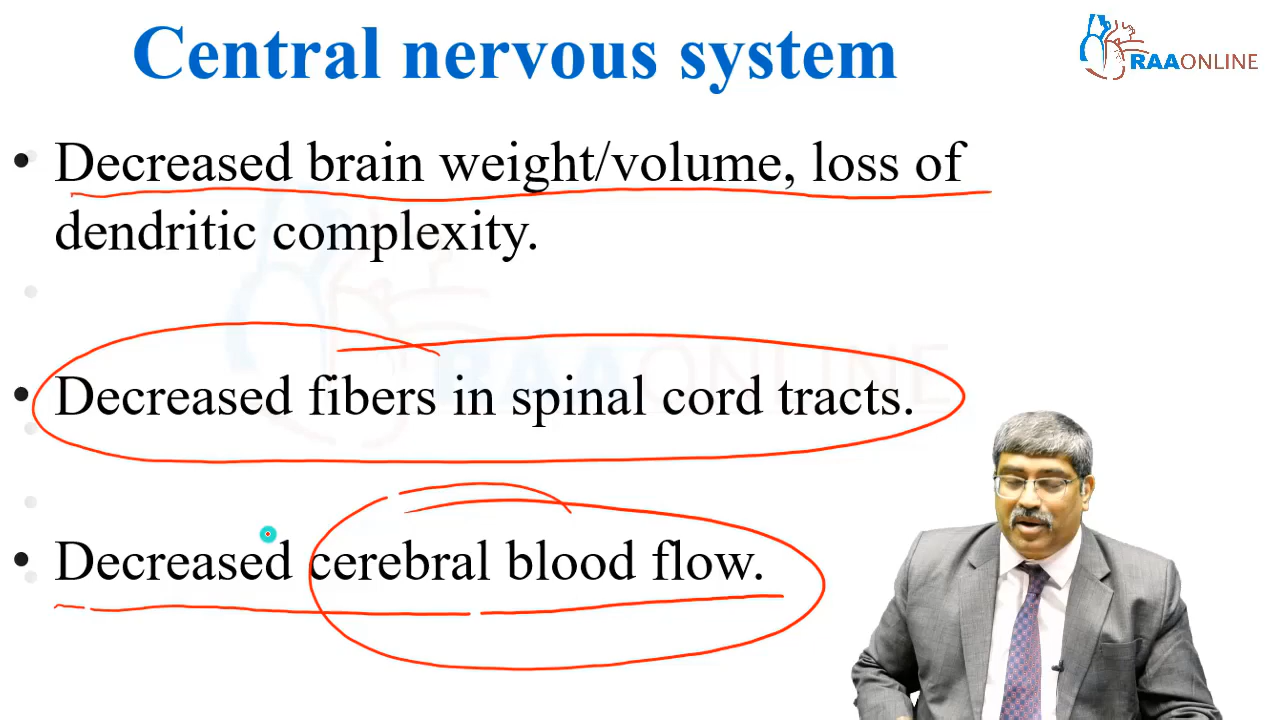 Central nervous system
RAAONLINE
• Decreased brain weight/volume, loss of
dendritic complexity.
RAAONLINE
• Decreased fibers in spinal cord tracts.
• Decreased cerebral blood flow.